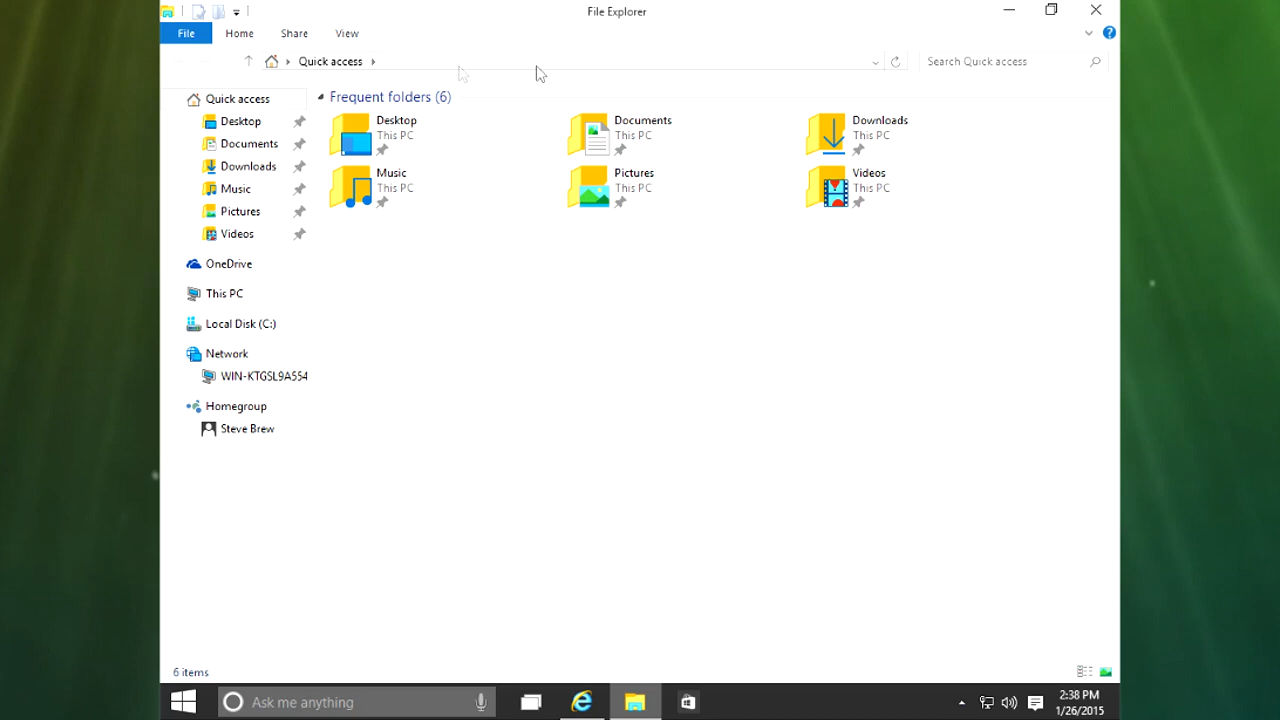 File Explorer
File Home Share View
Quick access
Search Quick access
Quick access
Desktop
Documents
Downloads
Music
Pictures
Videos
OneDrive
This PC
Local Disk (C:)
Network
WIN-KTGSL9A554
Homegroup
Steve Brew
Frequent folders (6)
Desktop
This PC
Documents
This PC
Downloads
This PC
Music
This PC
Pictures
This PC
Videos
This PC
6 items
Ask me anything
2:38 PM
1/26/2015